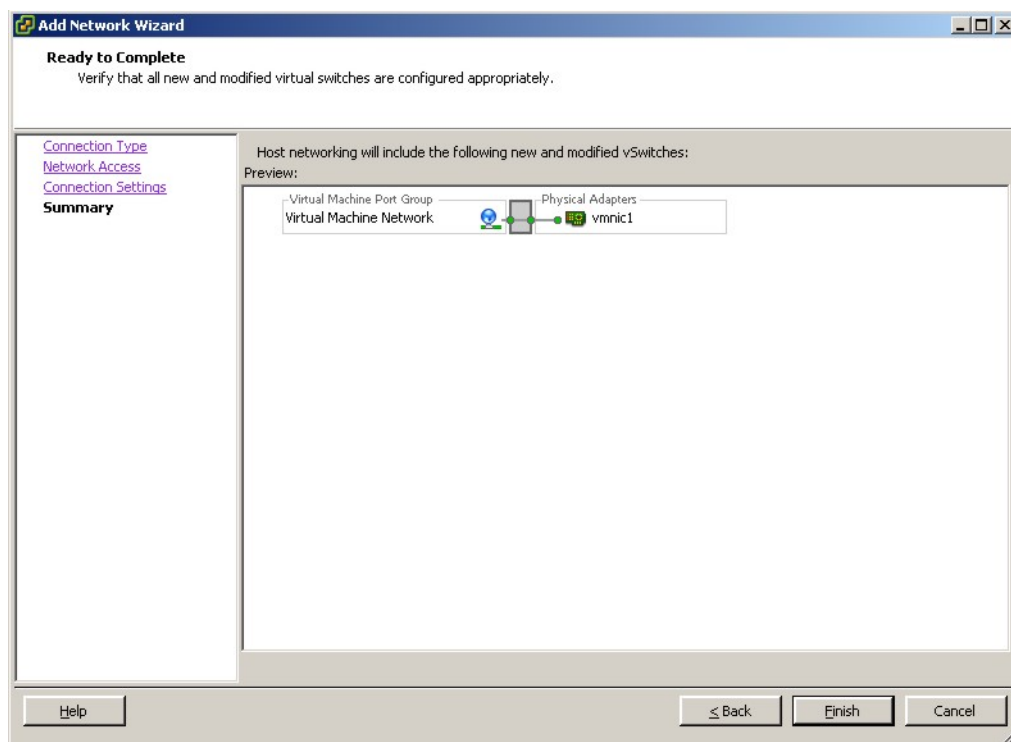 Add Network Wizard
Ready to Complete
Verify that all new and modified virtual switches are configured appropriately.
Connection Type
Network Access
Connection Settings
Summary
Host networking will include the following new and modified vSwitches:
Preview:
Virtual Machine Port Group
Physical Adapters
Virtual Machine Network
vmnic1
Help
< Back
Finish
Cancel